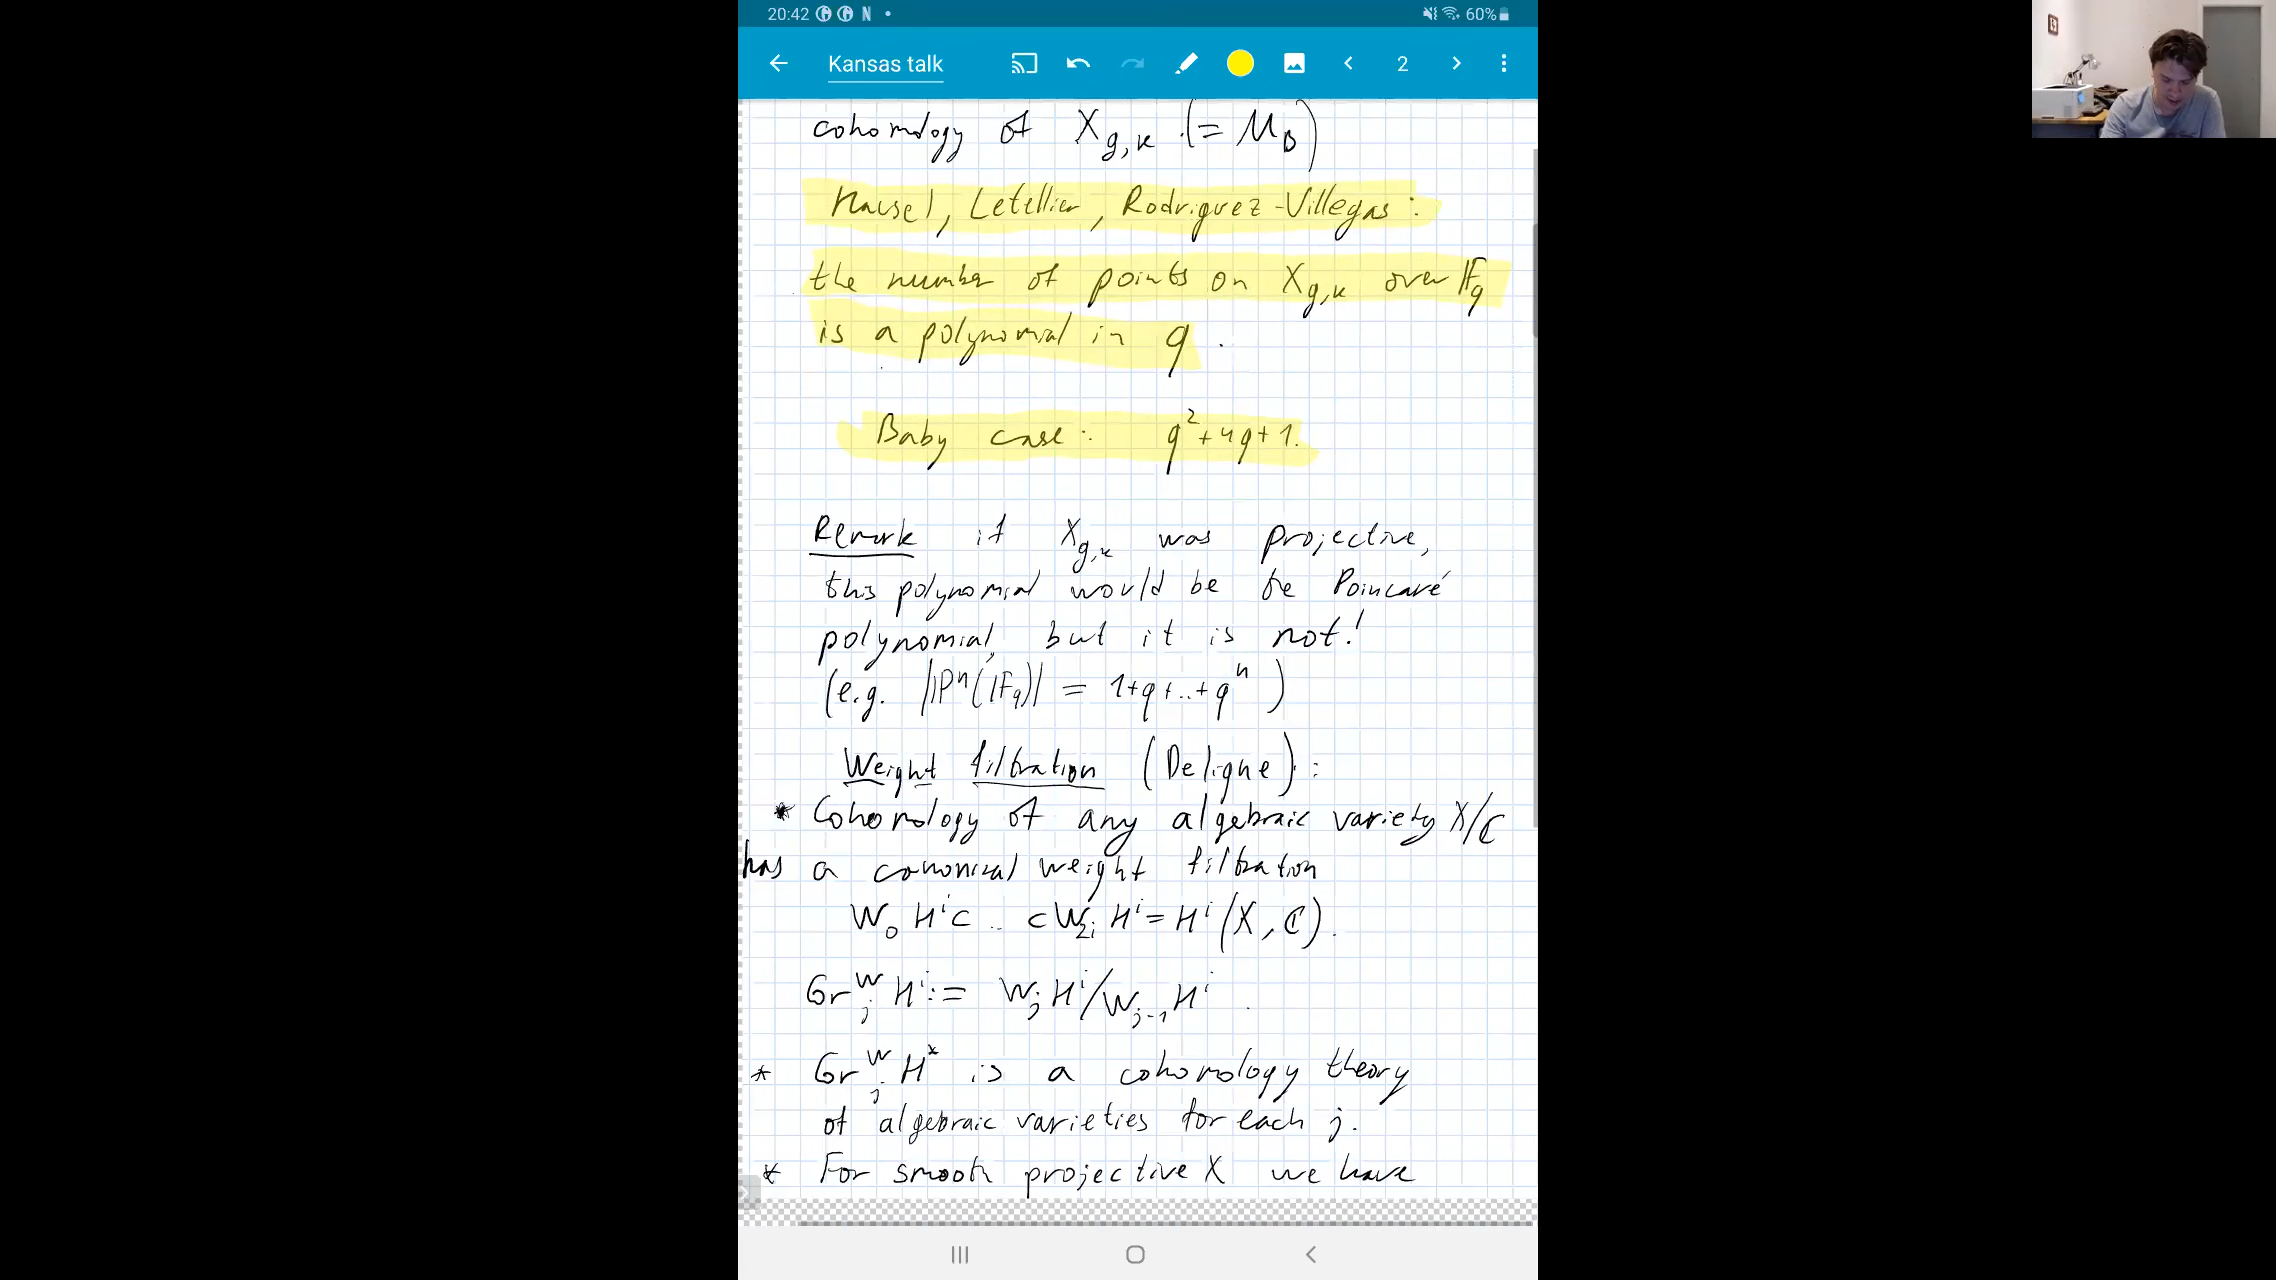 20:42 N • 60%
Kansas talk 2
cohomology of X_{g,k} (= M_B)
Hausel, Letellier, Rodriguez-Villegas:
the number of points on X_{g,k} over 𝔽_q
is a polynomial in q.
Baby case: q²+4q+1.
Remark if X_{g,k} was projective,
this polynomial would be the Poincaré
polynomial, but it is not!
(e.g. |ℙⁿ(𝔽_q)| = 1+q+..+qⁿ)
Weight filtration (Deligne):
* Cohomology of any algebraic variety X/ℂ
has a canonical weight filtration
W_0 H^i ⊂ .. ⊂ W_{2i} H^i = H^i(X, ℂ).
Gr_j^W H^i := W_j H^i / W_{j-1} H^i.
* Gr_j^W H^* is a cohomology theory
of algebraic varieties for each j.
* For smooth projective X we have